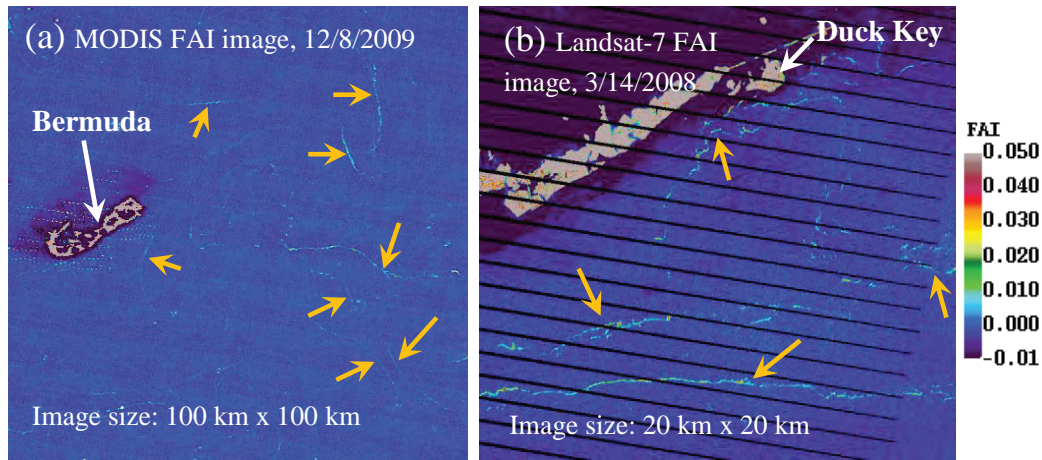 (a) MODIS FAI image, 12/8/2009
Bermuda
Image size: 100 km x 100 km
(b) Landsat-7 FAI
image, 3/14/2008
Duck Key
Image size: 20 km x 20 km
FAI
0.050
0.040
0.030
0.020
0.010
0.000
-0.01